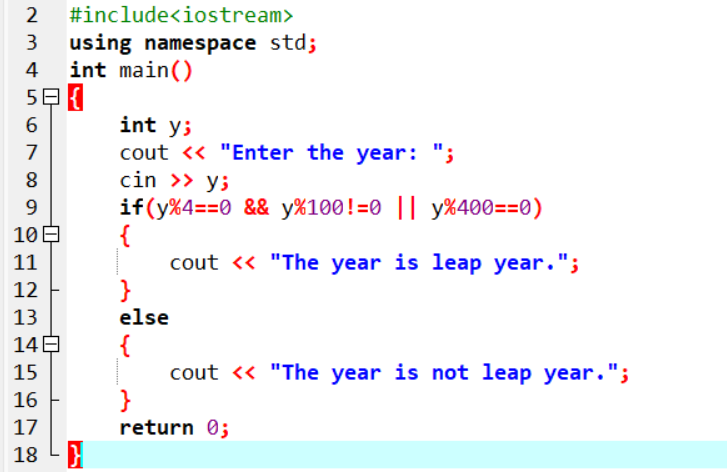 2 #include<iostream>
3 using namespace std;
4 int main()
5 {
6     int y;
7     cout << "Enter the year: ";
8     cin >> y;
9     if(y%4==0 && y%100!=0 || y%400==0)
10     {
11         cout << "The year is leap year.";
12     }
13     else
14     {
15         cout << "The year is not leap year.";
16     }
17     return 0;
18 }